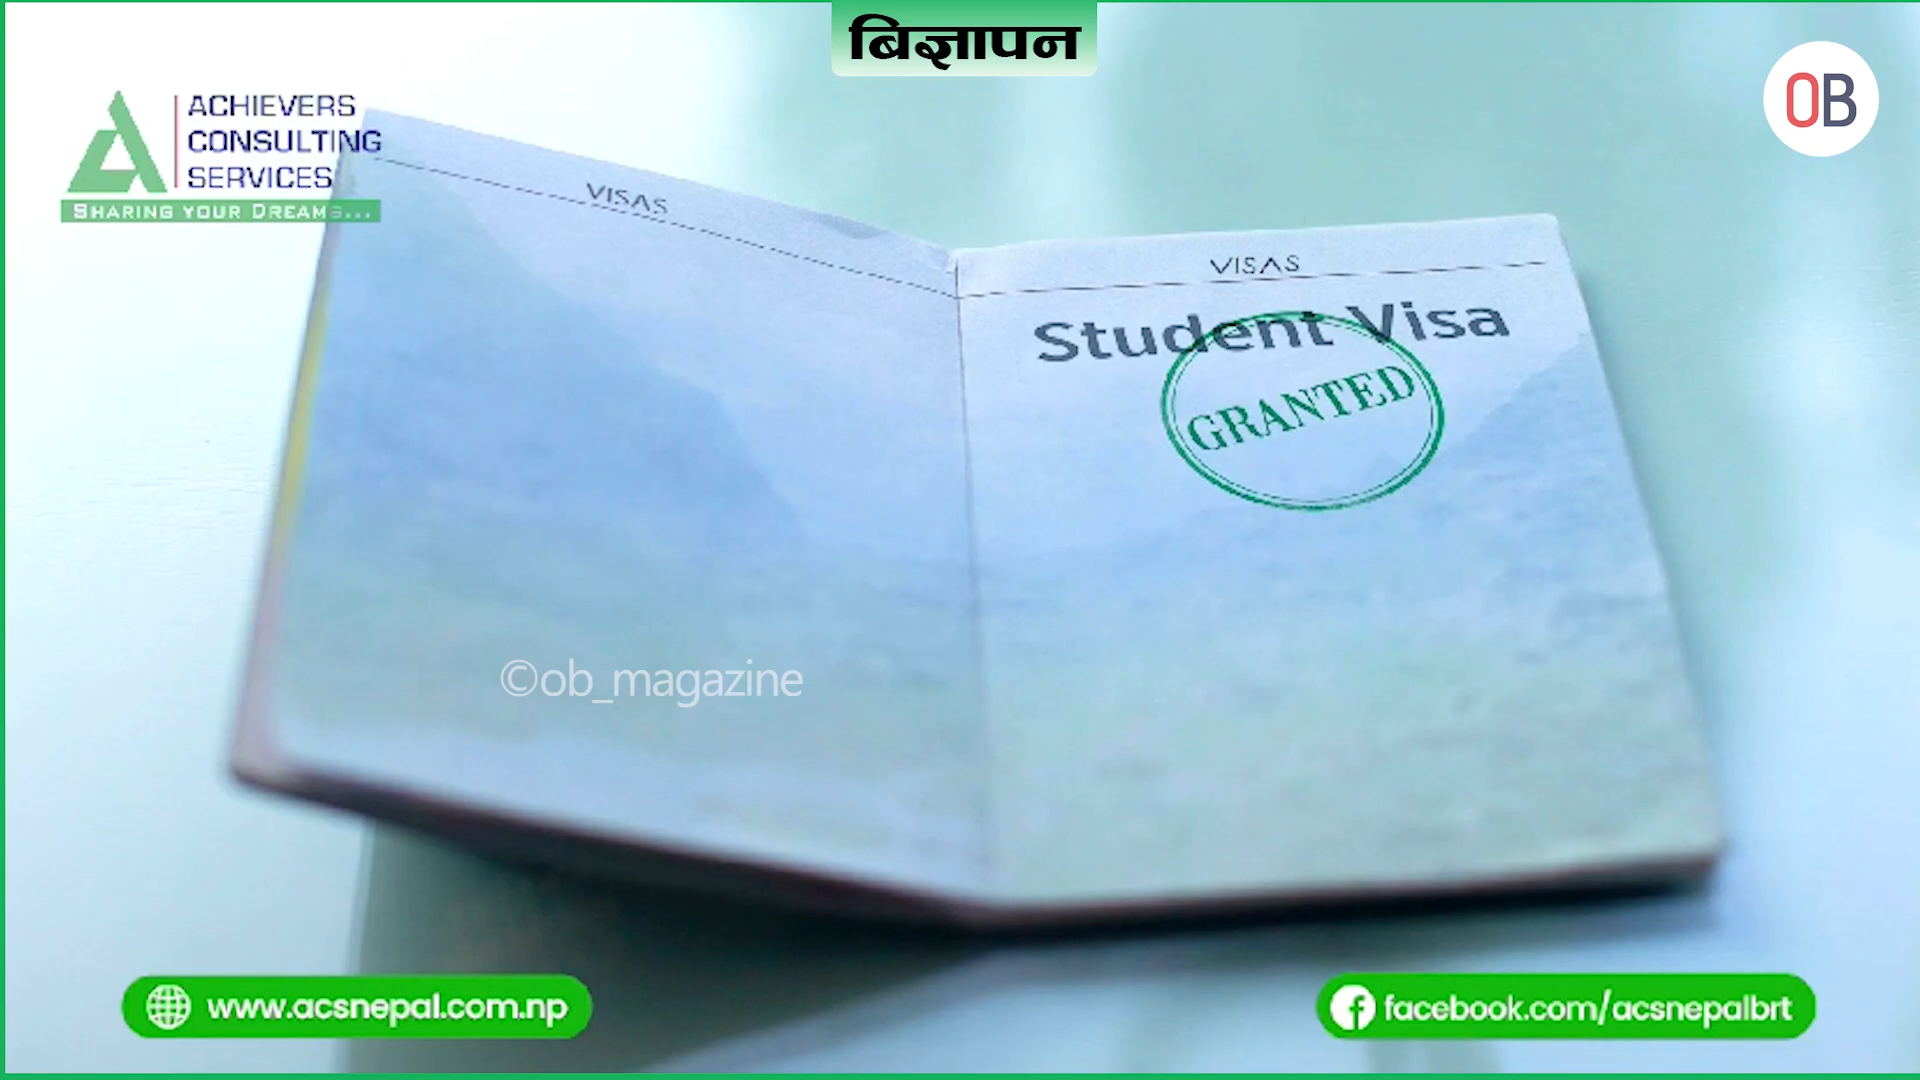 बिज्ञापन
OB
ACHIEVERS
CONSULTING
SERVICES
SHARING YOUR DREAMS...
VISAS
VISAS
Student Visa
GRANTED
©ob_magazine
www.acsnepal.com.np
facebook.com/acsnepalbrt